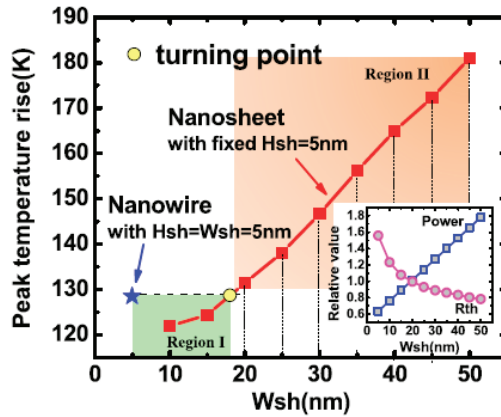 190
180
170
160
150
140
130
120
Peak temperature rise(K)
turning point
Region II
Nanosheet
with fixed Hsh=5nm
Nanowire
with Hsh=Wsh=5nm
Region I
1.8
1.6
1.4
1.2
1.0
0.8
0.6
Relative value
Power
Rth
0 10 20 30 40 50
Wsh(nm)
0 10 20 30 40 50
Wsh(nm)